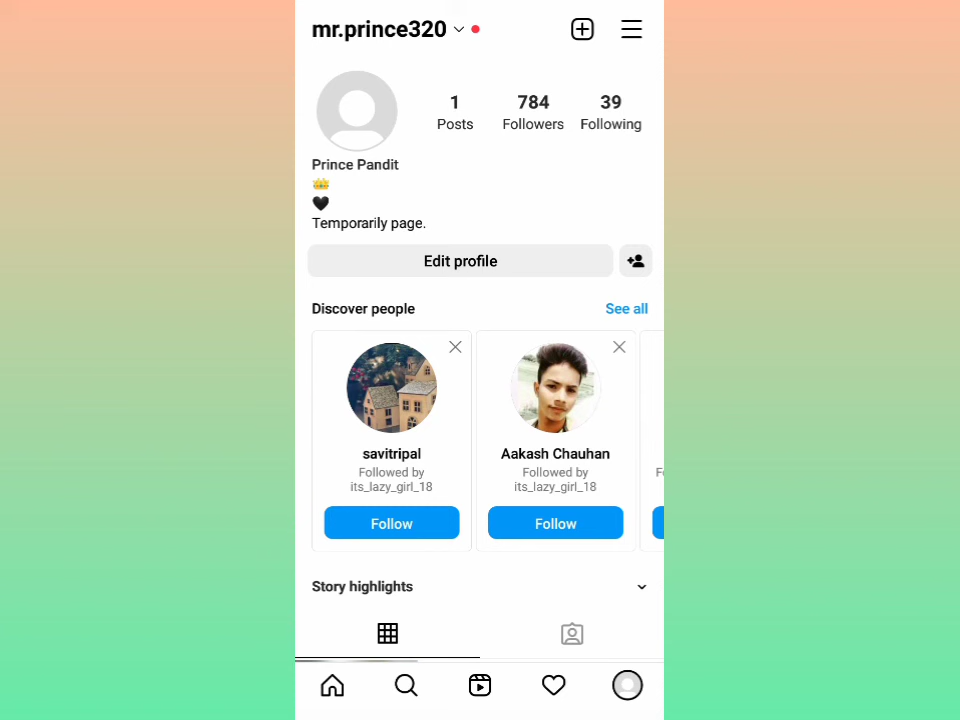 mr.prince320
1 784 39
Posts Followers Following
Prince Pandit
👑
🖤
Temporarily page.
Edit profile
Discover people See all
savitripal Aakash Chauhan
Followed by Followed by
its_lazy_girl_18 its_lazy_girl_18
Follow Follow
Story highlights